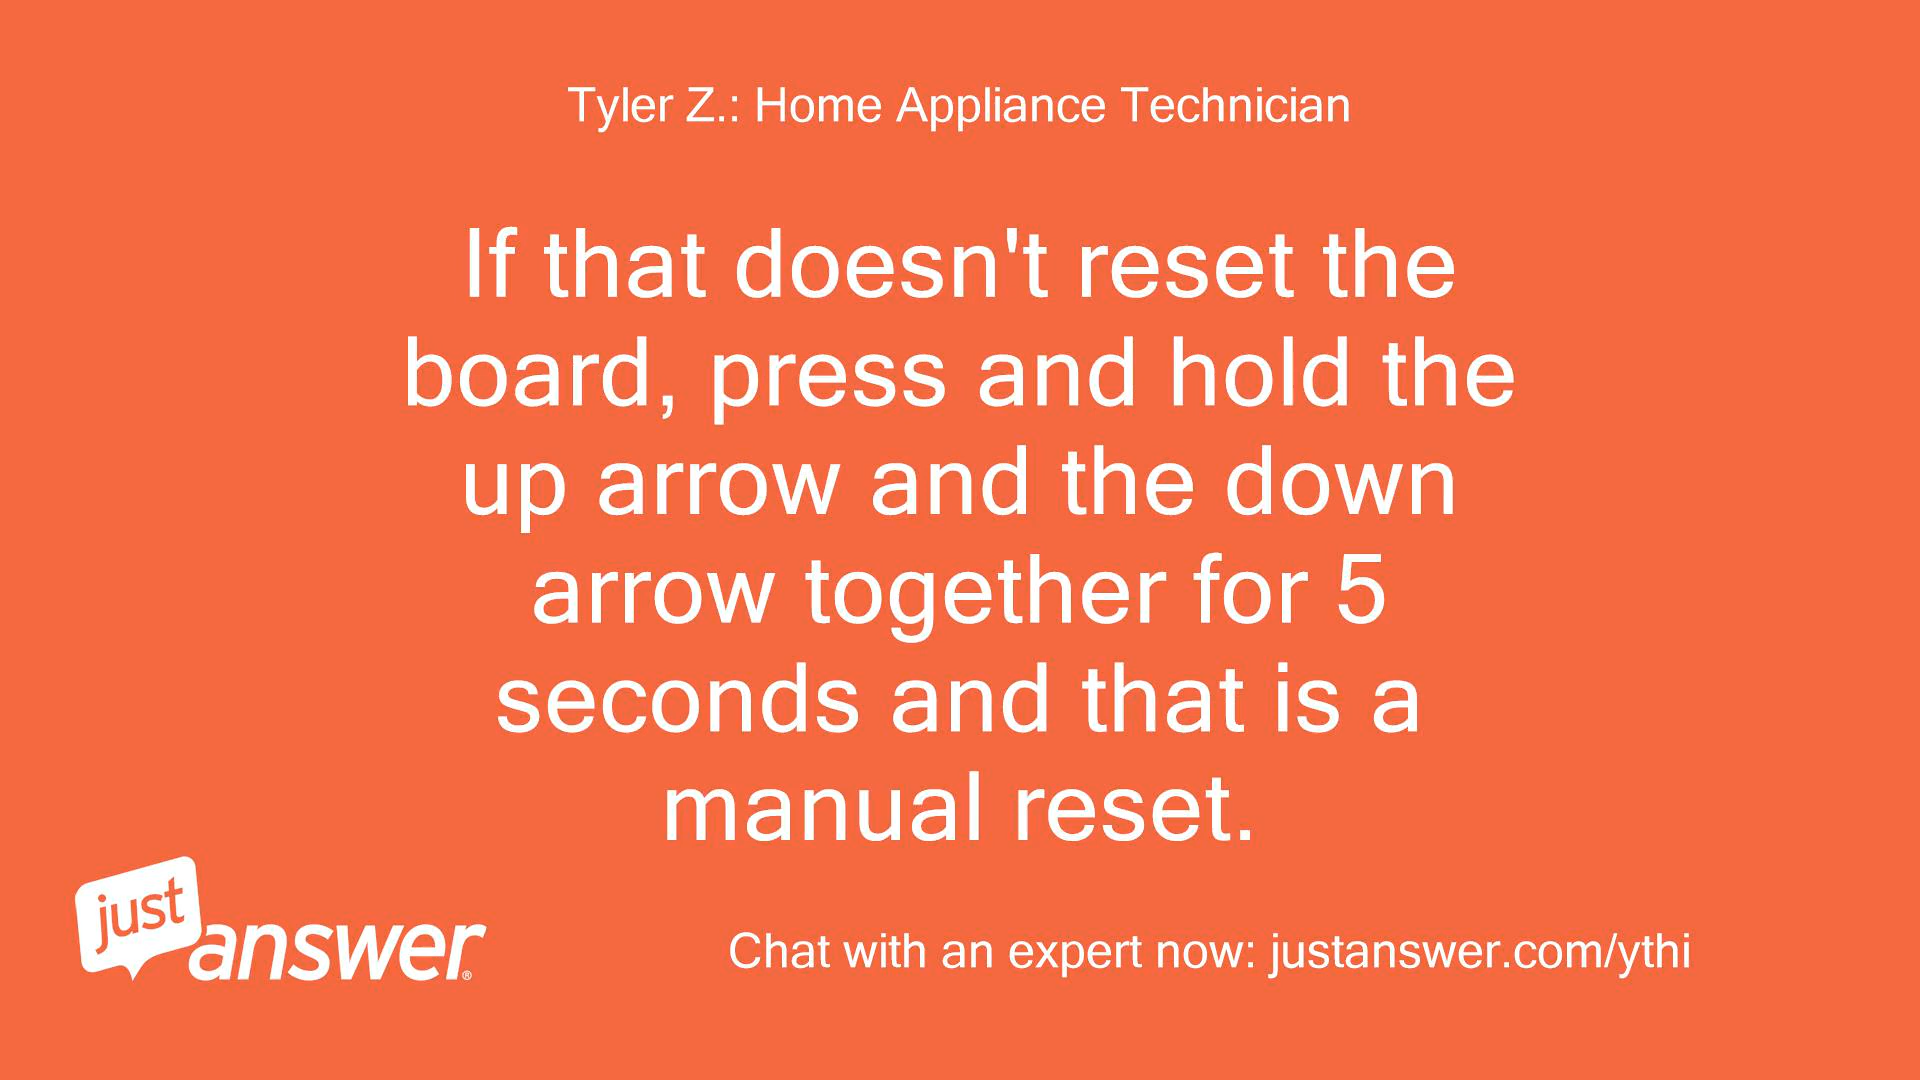 Tyler Z.: Home Appliance Technician
If that doesn't reset the
board, press and hold the
up arrow and the down
arrow together for 5
seconds and that is a
manual reset.
just
answer®
Chat with an expert now: justanswer.com/ythi